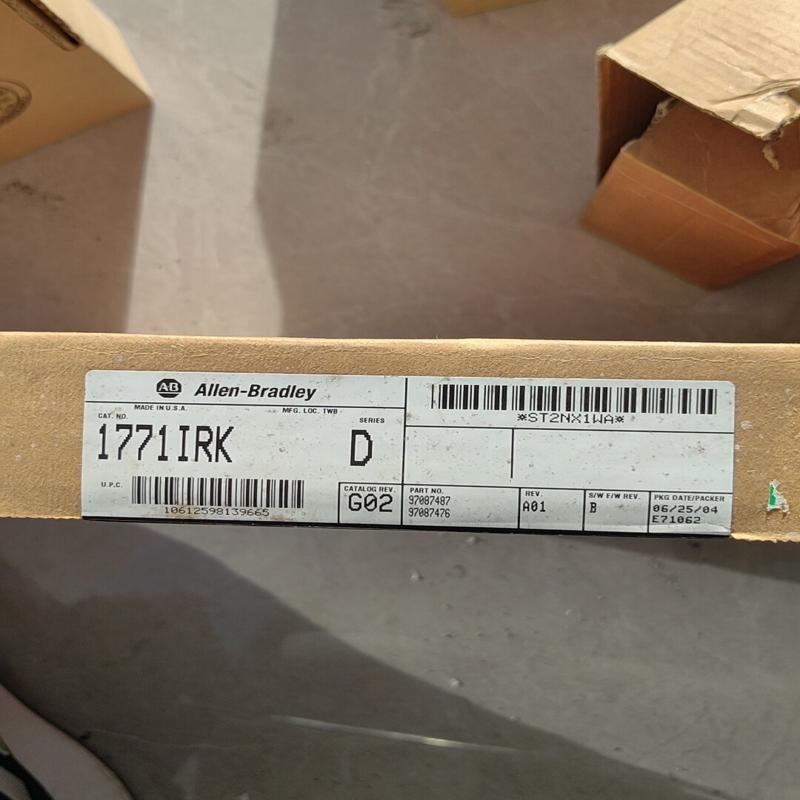 AB Allen-Bradley
MADE IN U.S.A. MFG. LOC. TWB
CAT. NO. SERIES
1771IRK D
U.P.C.
10612598139665
CATALOG REV.
G02
*ST2NX1WA*
PART NO.
97087487
97087476
REV.
A01
S/W F/W REV.
B
PKG DATE/PACKER
06/25/04
E71062